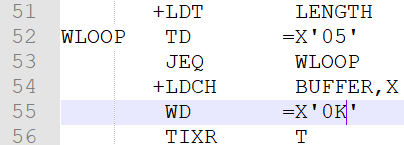 51 +LDT LENGTH
52 WLOOP TD =X'05'
53 JEQ WLOOP
54 +LDCH BUFFER,X
55 WD =X'0K'
56 TIXR T